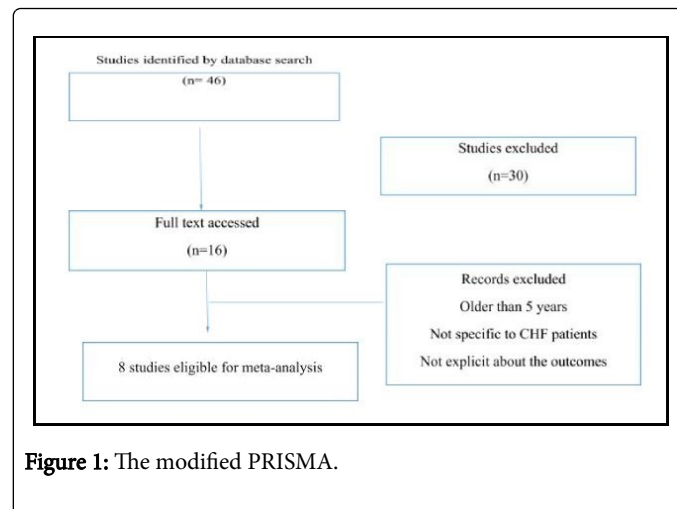 Studies identified by database search
(n= 46)
Studies excluded
(n=30)
Full text accessed
(n=16)
Records excluded
Older than 5 years
Not specific to CHF patients
Not explicit about the outcomes
8 studies eligible for meta-analysis
Figure 1: The modified PRISMA.